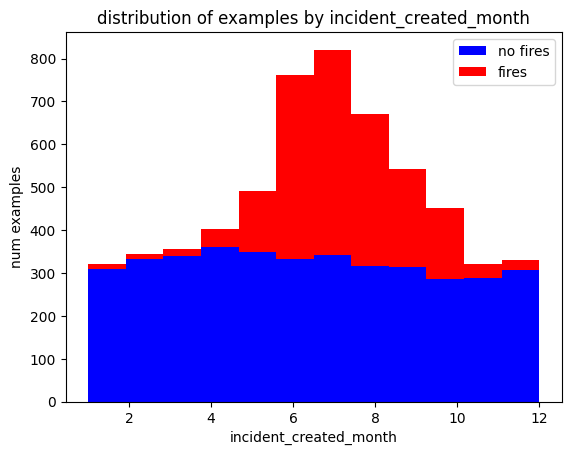 distribution of examples by incident_created_month
no fires
fires
800
700
600
500
400
300
200
100
0
num examples
2 4 6 8 10 12
incident_created_month